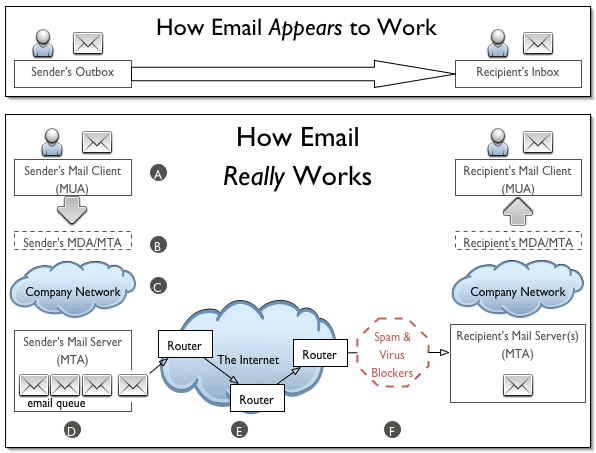 How Email Appears to Work
Sender's Outbox
Recipient's Inbox
How Email
Really Works
Sender's Mail Client
(MUA)
A
Recipient's Mail Client
(MUA)
Sender's MDA/MTA
B
Recipient's MDA/MTA
Company Network
C
Company Network
Sender's Mail Server
(MTA)
email queue
Router
The Internet
Router
Router
Spam &
Virus
Blockers
Recipient's Mail Server(s)
(MTA)
D
E
F